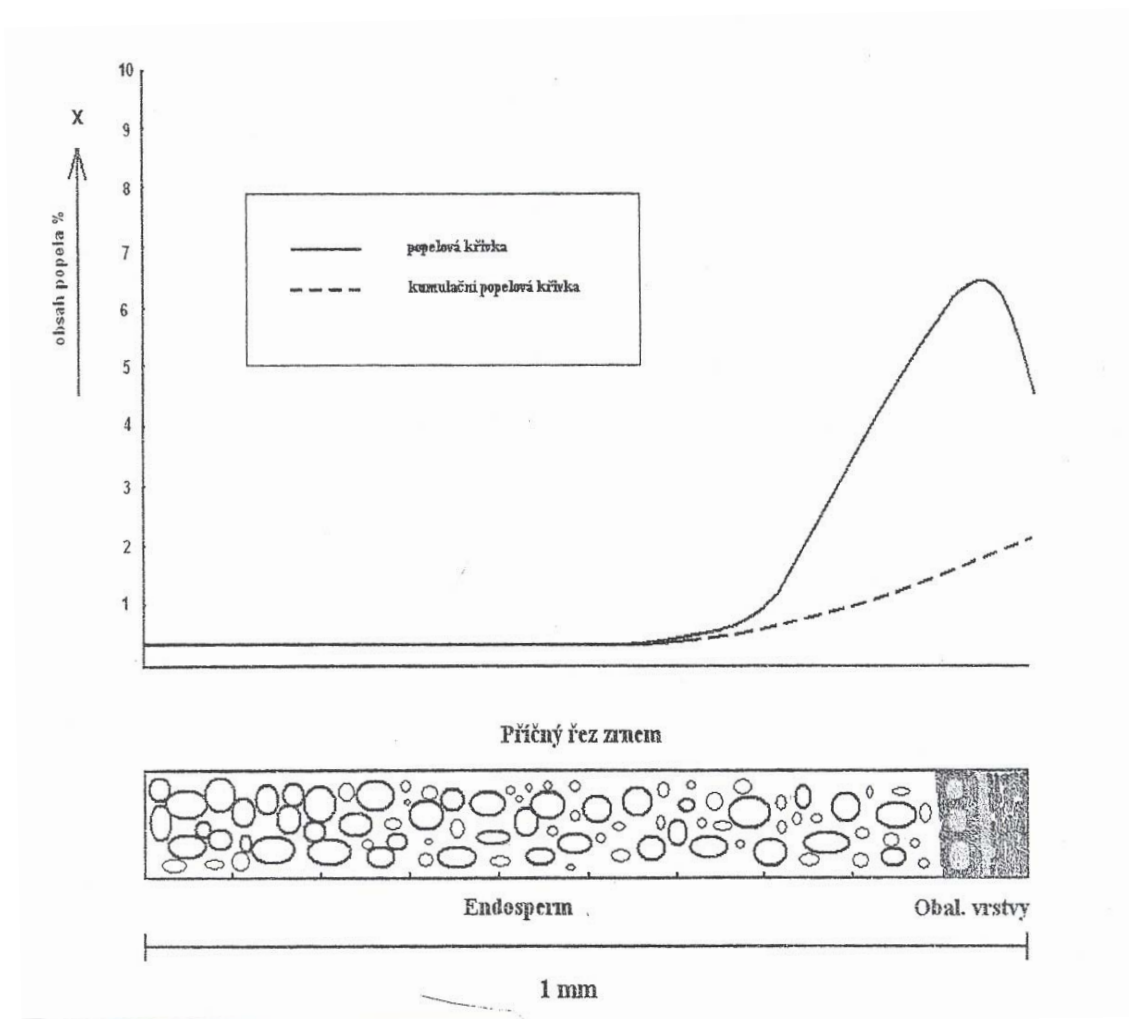 10
X
9
8
7
6
5
4
3
2
1
obsah popela %
popelová křivka
kumulační popelová křivka
Příčný řez zrnem
Endosperm
Obal. vrstvy
1 mm